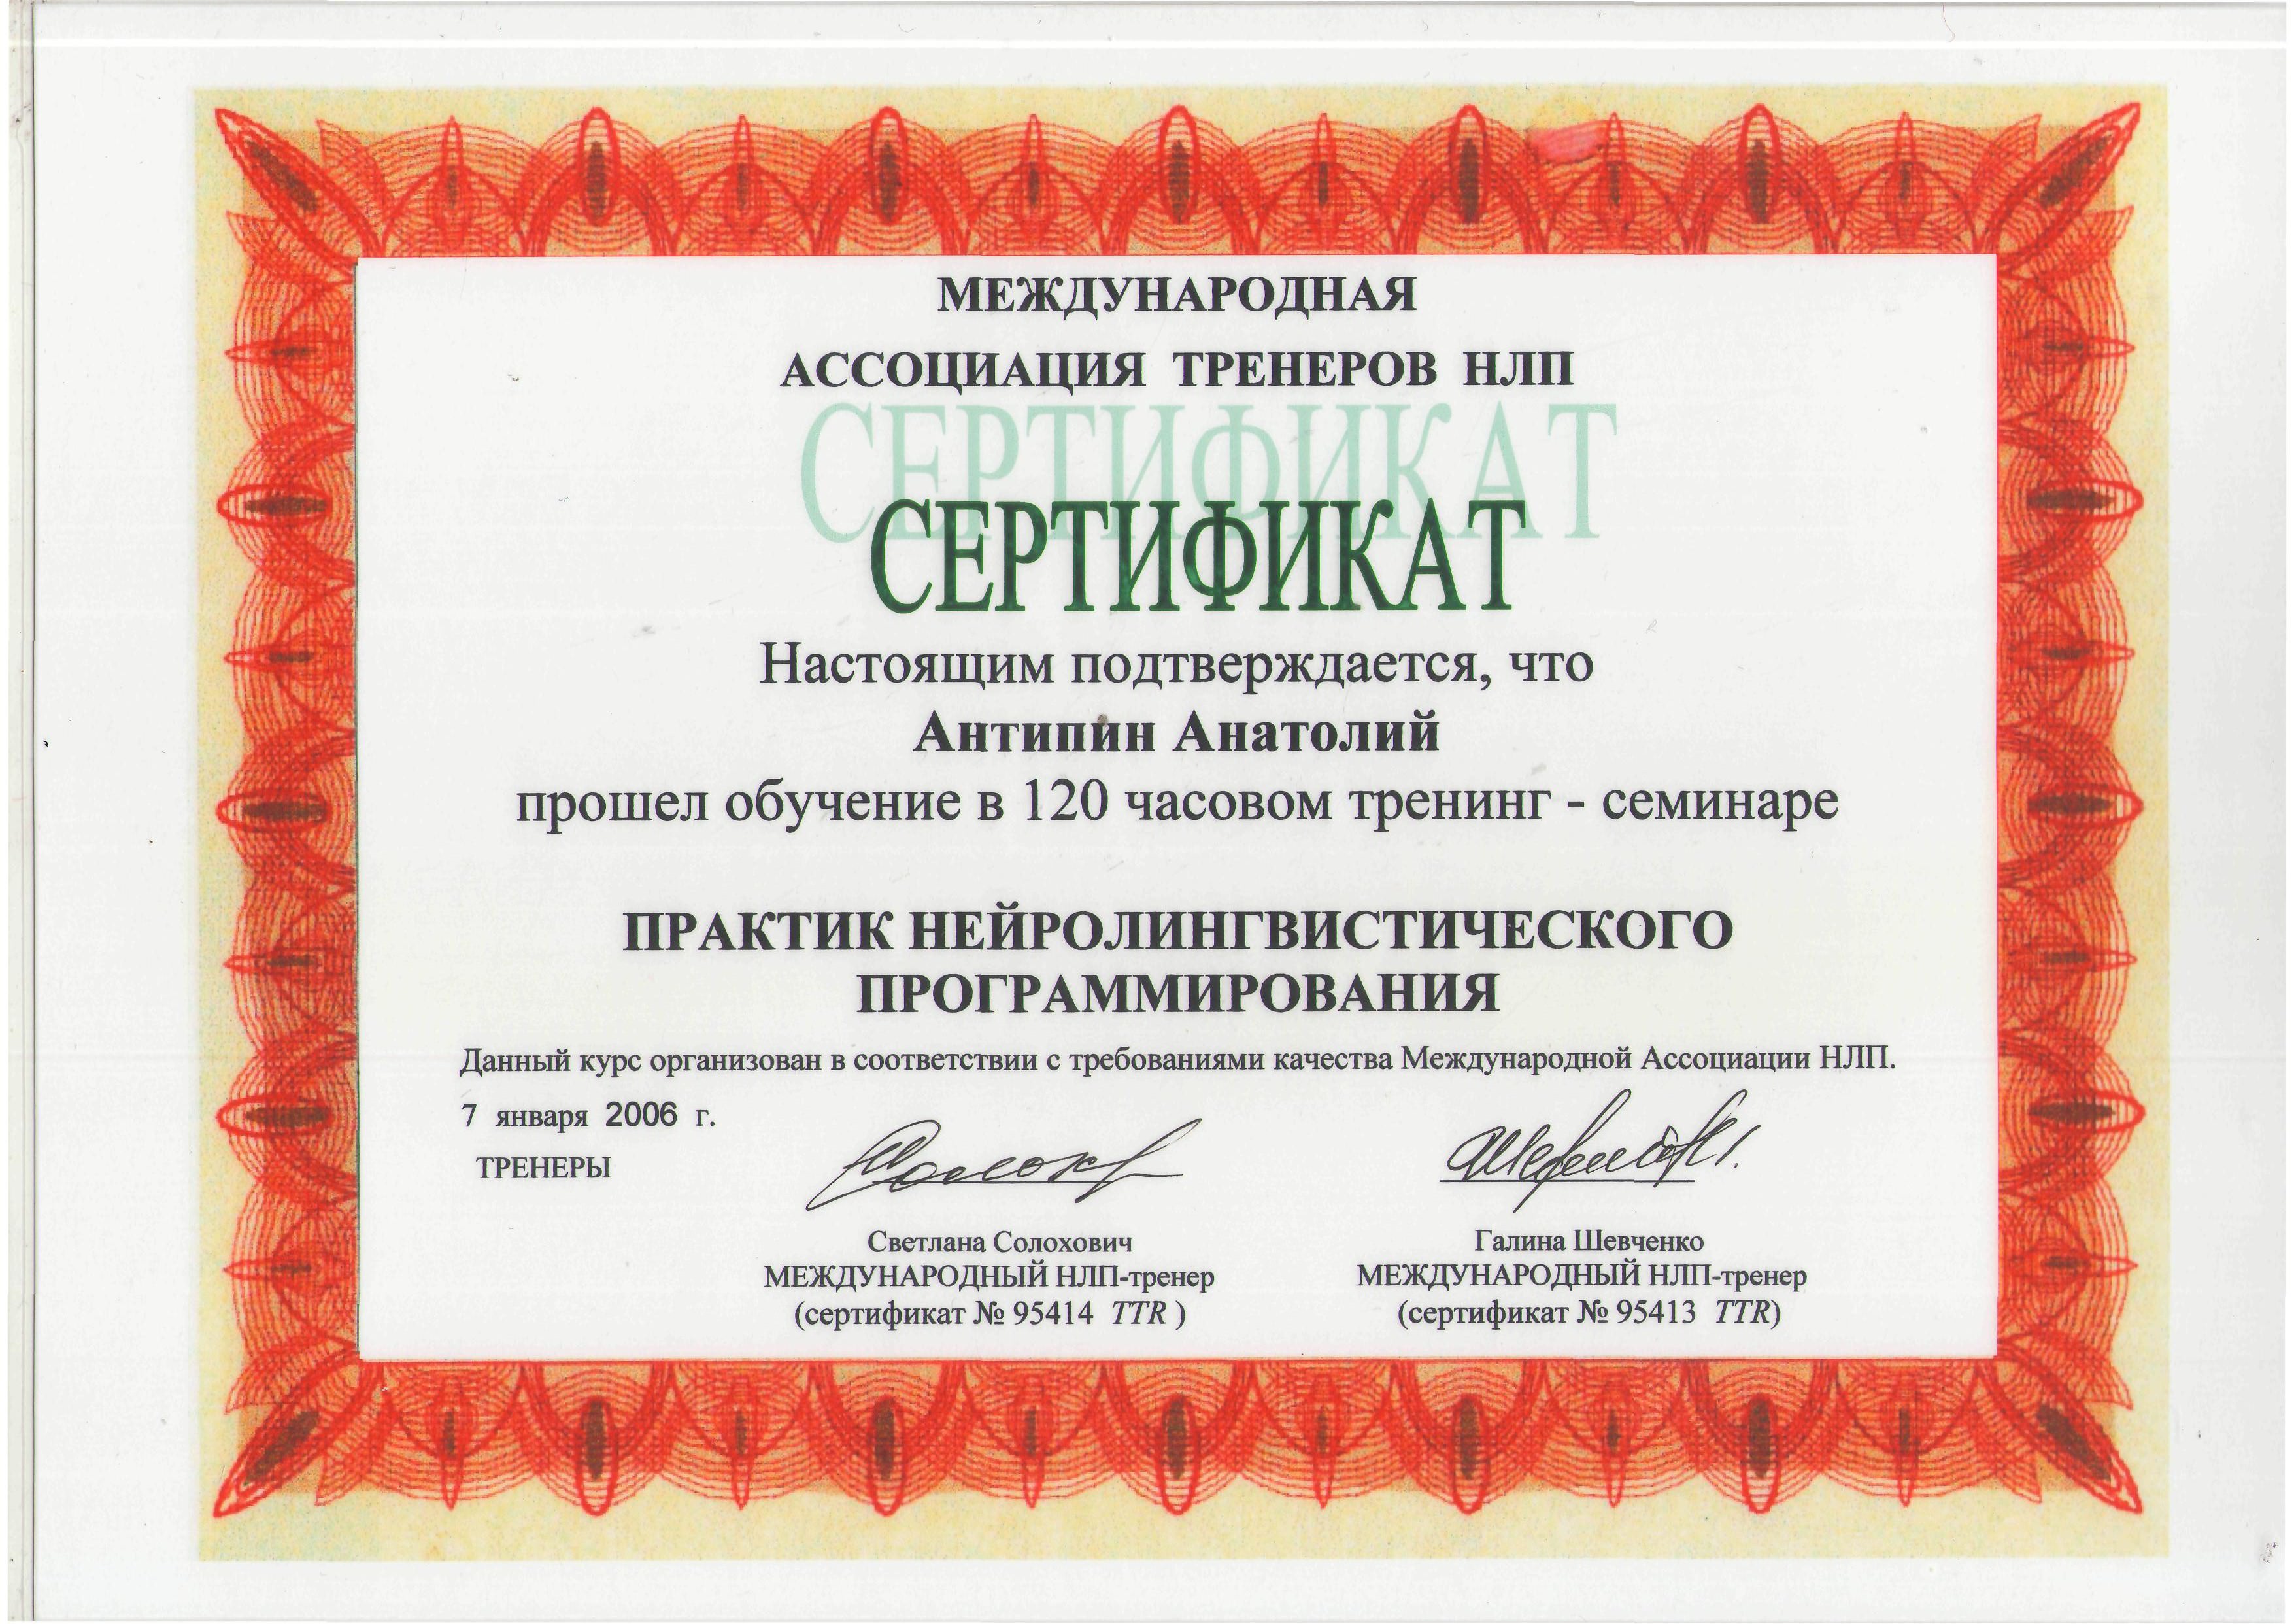 МЕЖДУНАРОДНАЯ
АССОЦИАЦИЯ ТРЕНЕРОВ НЛП
СЕРТИФИКАТ
СЕРТИФИКАТ
Настоящим подтверждается, что
Антипин Анатолий
прошел обучение в 120 часовом тренинг - семинаре
ПРАКТИК НЕЙРОЛИНГВИСТИЧЕСКОГО
ПРОГРАММИРОВАНИЯ
Данный курс организован в соответствии с требованиями качества Международной Ассоциации НЛП.
7 января 2006 г.
ТРЕНЕРЫ
Светлана Солохович
МЕЖДУНАРОДНЫЙ НЛП-тренер
(сертификат № 95414 TTR )
Галина Шевченко
МЕЖДУНАРОДНЫЙ НЛП-тренер
(сертификат № 95413 TTR)